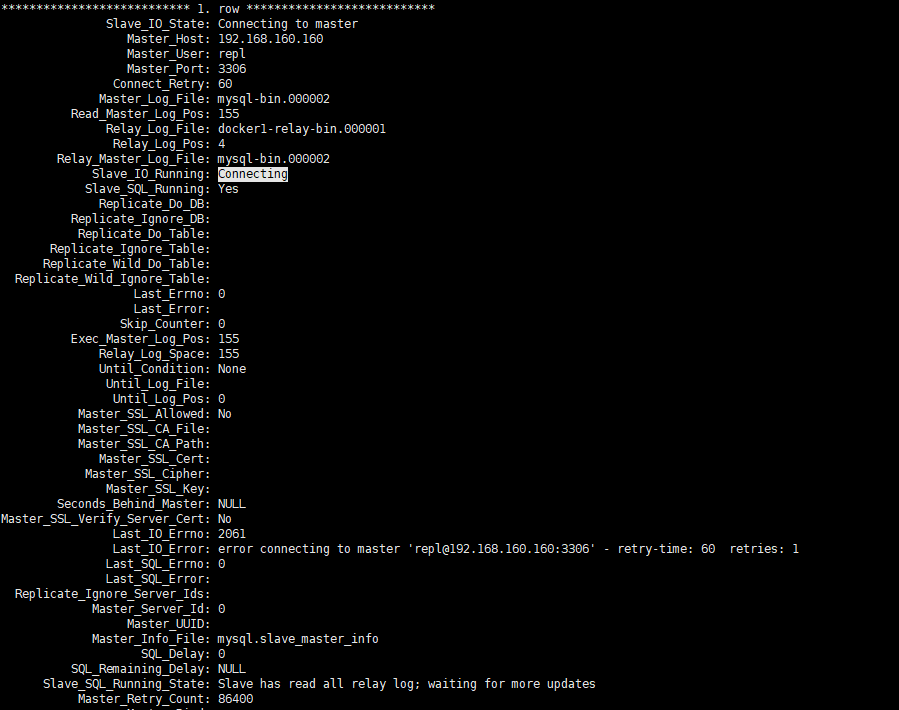 *************************** 1. row ***************************
Slave_IO_State: Connecting to master
Master_Host: 192.168.160.160
Master_User: repl
Master_Port: 3306
Connect_Retry: 60
Master_Log_File: mysql-bin.000002
Read_Master_Log_Pos: 155
Relay_Log_File: docker1-relay-bin.000001
Relay_Log_Pos: 4
Relay_Master_Log_File: mysql-bin.000002
Slave_IO_Running: Connecting
Slave_SQL_Running: Yes
Replicate_Do_DB:
Replicate_Ignore_DB:
Replicate_Do_Table:
Replicate_Ignore_Table:
Replicate_Wild_Do_Table:
Replicate_Wild_Ignore_Table:
Last_Errno: 0
Last_Error:
Skip_Counter: 0
Exec_Master_Log_Pos: 155
Relay_Log_Space: 155
Until_Condition: None
Until_Log_File:
Until_Log_Pos: 0
Master_SSL_Allowed: No
Master_SSL_CA_File:
Master_SSL_CA_Path:
Master_SSL_Cert:
Master_SSL_Cipher:
Master_SSL_Key:
Seconds_Behind_Master: NULL
Master_SSL_Verify_Server_Cert: No
Last_IO_Errno: 2061
Last_IO_Error: error connecting to master 'repl@192.168.160.160:3306' - retry-time: 60  retries: 1
Last_SQL_Errno: 0
Last_SQL_Error:
Replicate_Ignore_Server_Ids:
Master_Server_Id: 0
Master_UUID:
Master_Info_File: mysql.slave_master_info
SQL_Delay: 0
SQL_Remaining_Delay: NULL
Slave_SQL_Running_State: Slave has read all relay log; waiting for more updates
Master_Retry_Count: 86400